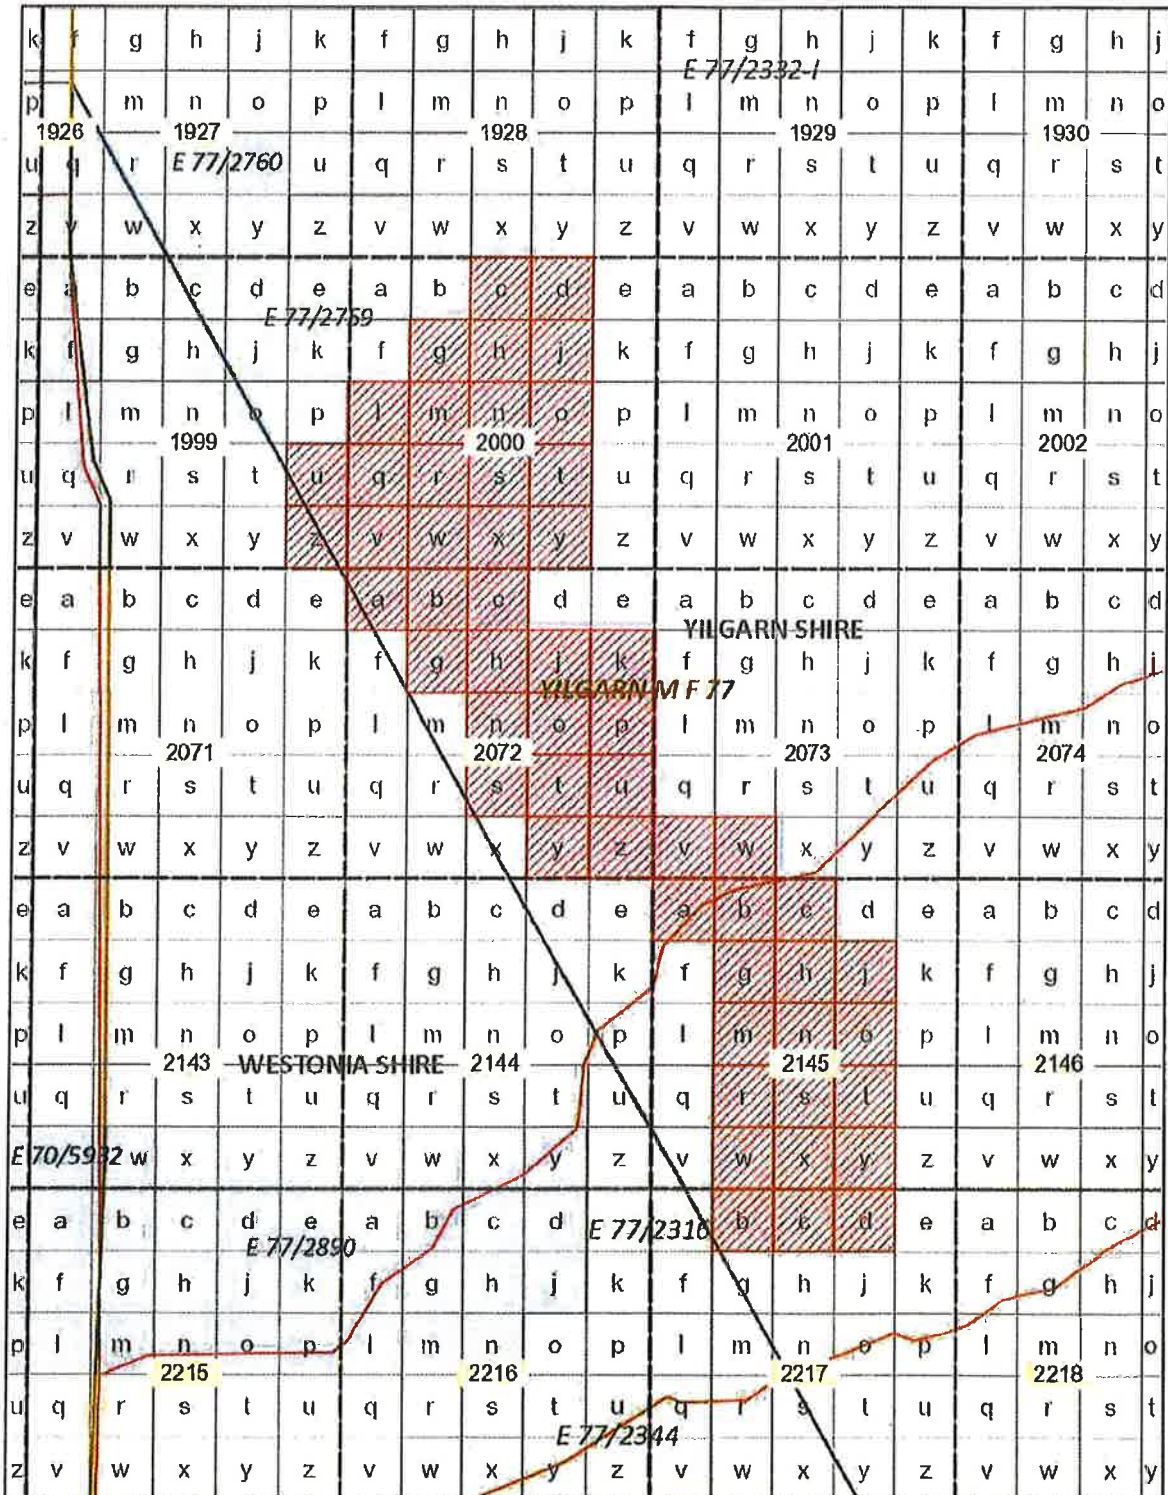 k f g h j k f g h j k f g h j k f g h j
E 77/2332-I
p m n o p l m n o p l m n o p l m n o
1926 1927 1928 1929 1930
u q r E 77/2760 u q r s t u q r s t u q r s t
z v w x y z v w x y z v w x y z v w x y
e a b c d e a b c d e a b c d e a b c d
E 77/2759
k f g h j k f g h j k f g h j k f g h j
p l m n o p l m n o p l m n o p l m n o
1999 2000 2001 2002
u q r s t u q r s t u q r s t u q r s t
z v w x y z v w x y z v w x y z v w x y
e a b c d e a b c d e a b c d e a b c d
YILGARN SHIRE
k f g h j k f g h j k f g h j k f g h j
YILGARN M F 77
p l m n o p l m n o p l m n o p l m n o
2071 2072 2073 2074
u q r s t u q r s t u q r s t u q r s t
z v w x y z v w x y z v w x y z v w x y
e a b c d e a b c d e a b c d e a b c d
k f g h j k f g h j k f g h j k f g h j
p l m n o p l m n o p l m n o p l m n o
2143 WESTONIA SHIRE 2144 2145 2146
u q r s t u q r s t u q r s t u q r s t
E 70/5932 w x y z v w x y z v w x y z v w x y
e a b c d e a b c d E 77/2316 b c d e a b c d
E 77/2890
k f g h j k f g h j k f g h j k f g h j
p l m n o p l m n o p l m n o p l m n o
2215 2216 2217 2218
u q r s t u q r s t u q r s t u q r s t
E 77/2344
z v w x y z v w x y z v w x y z v w x y